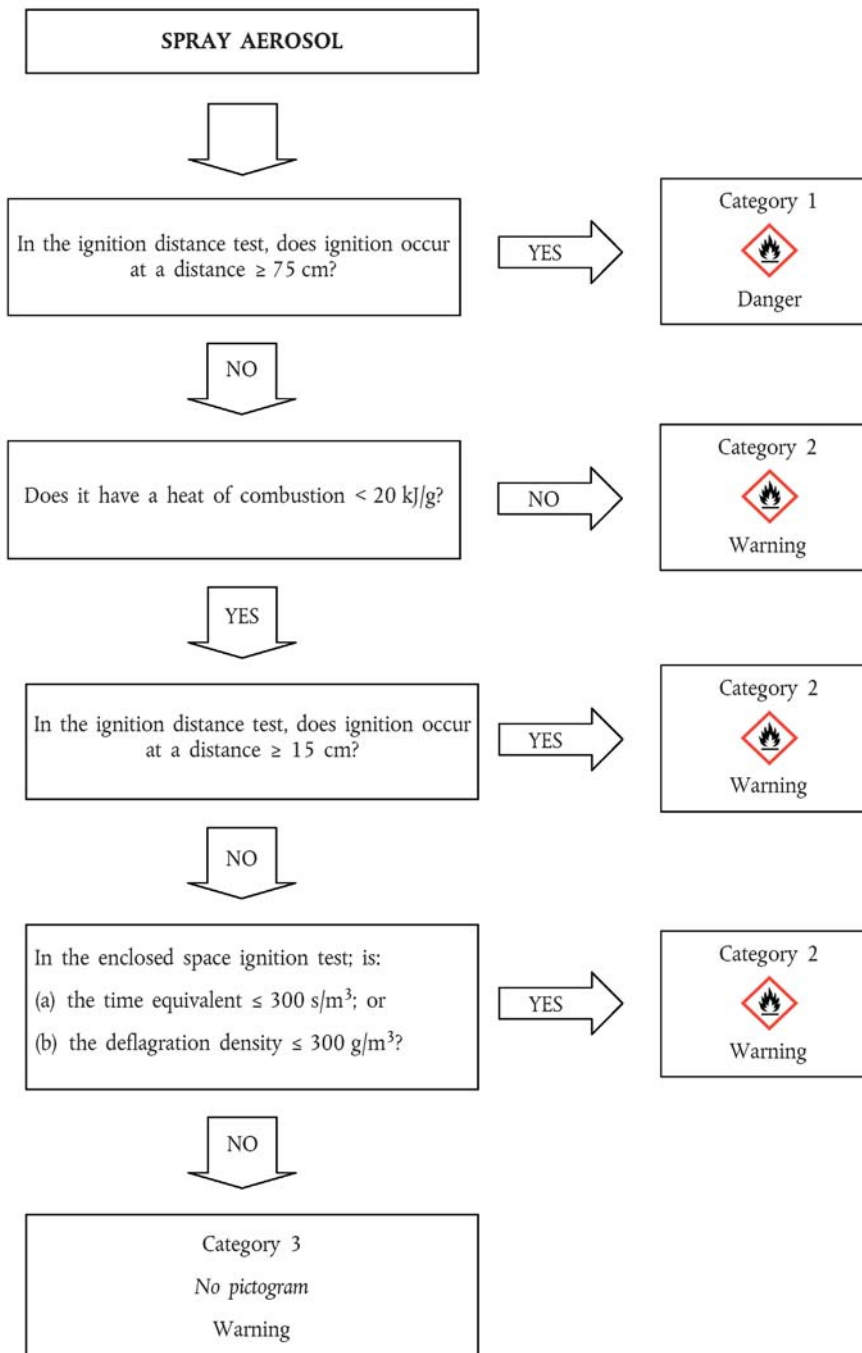 SPRAY AEROSOL
In the ignition distance test, does ignition occur
at a distance ≥ 75 cm?
YES
Category 1
Danger
NO
Does it have a heat of combustion < 20 kJ/g?
NO
Category 2
Warning
YES
In the ignition distance test, does ignition occur
at a distance ≥ 15 cm?
YES
Category 2
Warning
NO
In the enclosed space ignition test; is:
(a) the time equivalent ≤ 300 s/m³; or
(b) the deflagration density ≤ 300 g/m³?
YES
Category 2
Warning
NO
Category 3
No pictogram
Warning